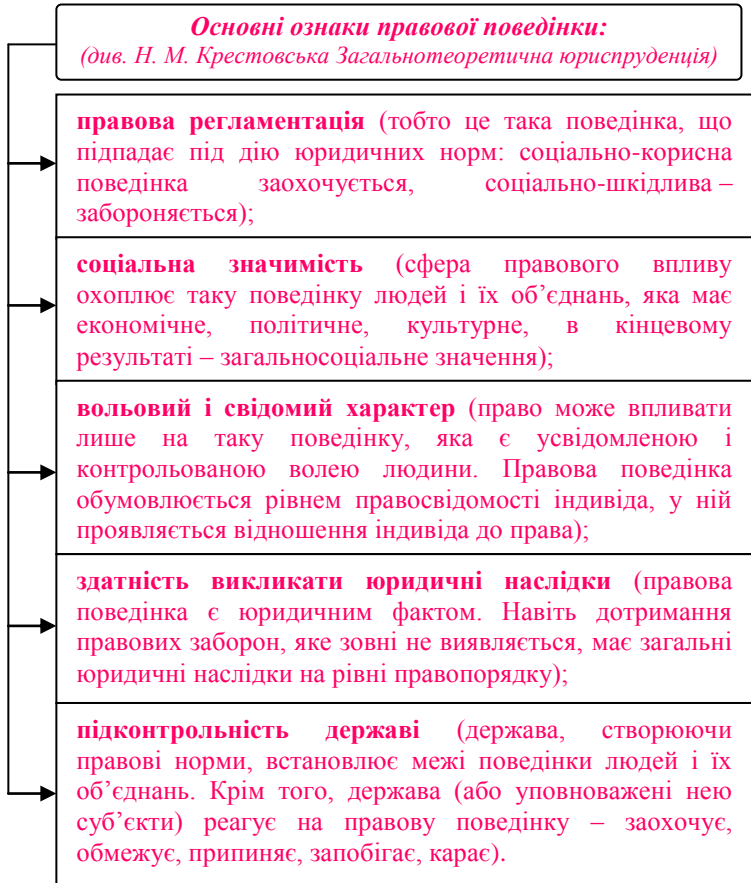 Основні ознаки правової поведінки:
(див. Н. М. Крестовська Загальнотеоретична юриспруденція)
правова регламентація (тобто це така поведінка, що
підпадає під дію юридичних норм: соціально-корисна
поведінка заохочується, соціально-шкідлива –
забороняється);
соціальна значимість (сфера правового впливу
охоплює таку поведінку людей і їх об’єднань, яка має
економічне, політичне, культурне, в кінцевому
результаті – загальносоціальне значення);
вольовий і свідомий характер (право може впливати
лише на таку поведінку, яка є усвідомленою і
контрольованою волею людини. Правова поведінка
обумовлюється рівнем правосвідомості індивіда, у ній
проявляється відношення індивіда до права);
здатність викликати юридичні наслідки (правова
поведінка є юридичним фактом. Навіть дотримання
правових заборон, яке зовні не виявляється, має загальні
юридичні наслідки на рівні правопорядку);
підконтрольність державі (держава, створюючи
правові норми, встановлює межі поведінки людей і їх
об’єднань. Крім того, держава (або уповноважені нею
суб’єкти) реагує на правову поведінку – заохочує,
обмежує, припиняє, запобігає, карає).